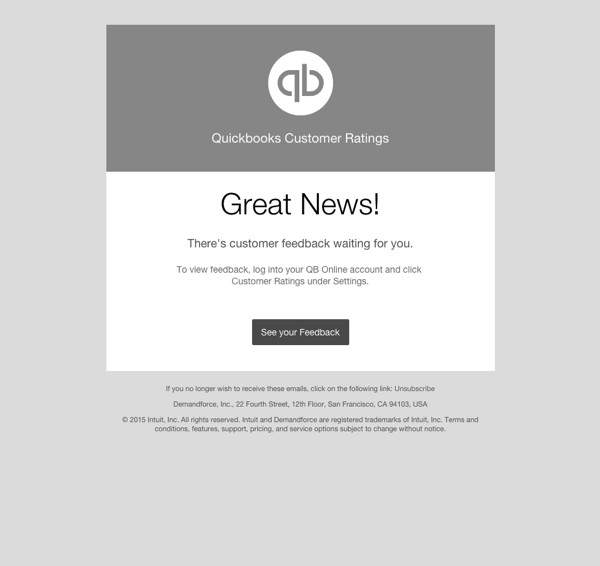 qb
Quickbooks Customer Ratings
Great News!
There's customer feedback waiting for you.
To view feedback, log into your QB Online account and click
Customer Ratings under Settings.
See your Feedback
If you no longer wish to receive these emails, click on the following link: Unsubscribe
Demandforce, Inc., 22 Fourth Street, 12th Floor, San Francisco, CA 94103, USA
© 2015 Intuit, Inc. All rights reserved. Intuit and Demandforce are registered trademarks of Intuit, Inc. Terms and
conditions, features, support, pricing, and service options subject to change without notice.